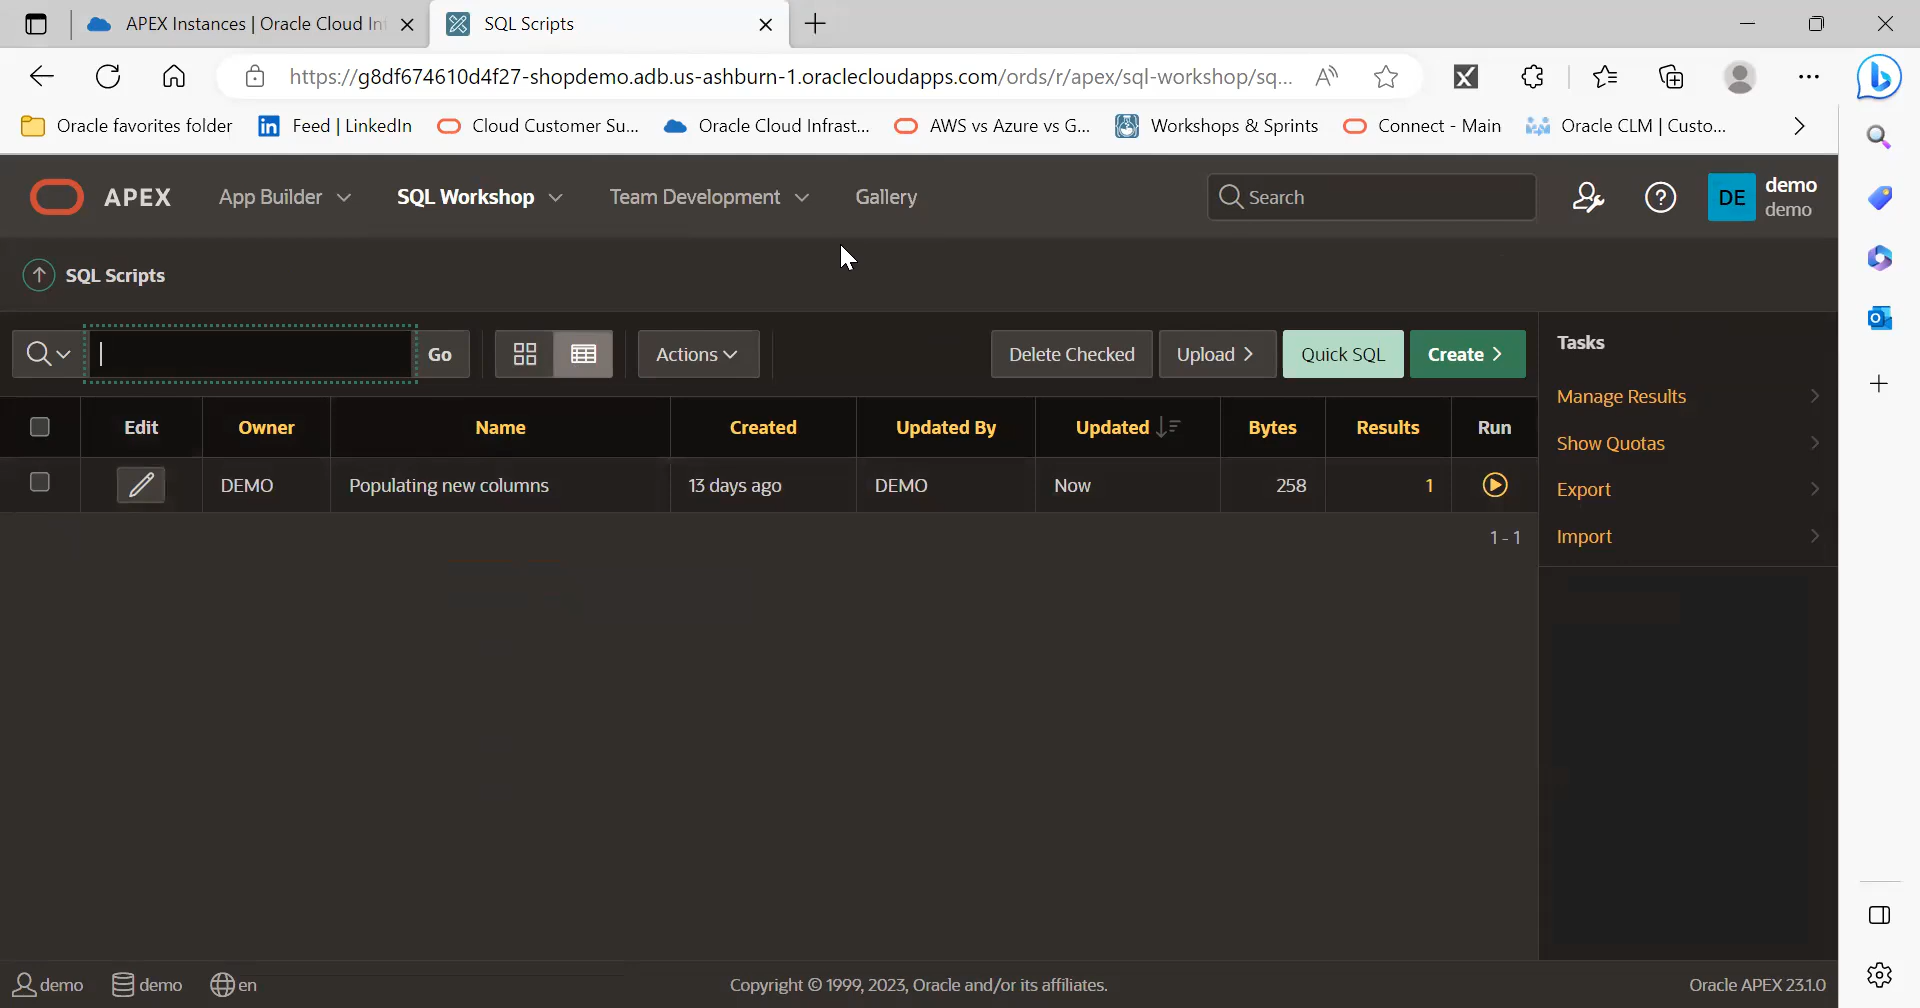 APEX Instances | Oracle Cloud In
SQL Scripts
https://g8df674610d4f27-shopdemo.adb.us-ashburn-1.oraclecloudapps.com/ords/r/apex/sql-workshop/sq...
Oracle favorites folder
Feed | LinkedIn
Cloud Customer Su...
Oracle Cloud Infrast...
AWS vs Azure vs G...
Workshops & Sprints
Connect - Main
Oracle CLM | Custo...
APEX
App Builder
SQL Workshop
Team Development
Gallery
Search
DE
demo
demo
SQL Scripts
Go
Actions
Delete Checked
Upload
Quick SQL
Create
Edit Owner Name Created Updated By Updated Bytes Results Run
DEMO Populating new columns 13 days ago DEMO Now 258 1
1 - 1
Tasks
Manage Results
Show Quotas
Export
Import
demo
demo
en
Copyright © 1999, 2023, Oracle and/or its affiliates.
Oracle APEX 23.1.0